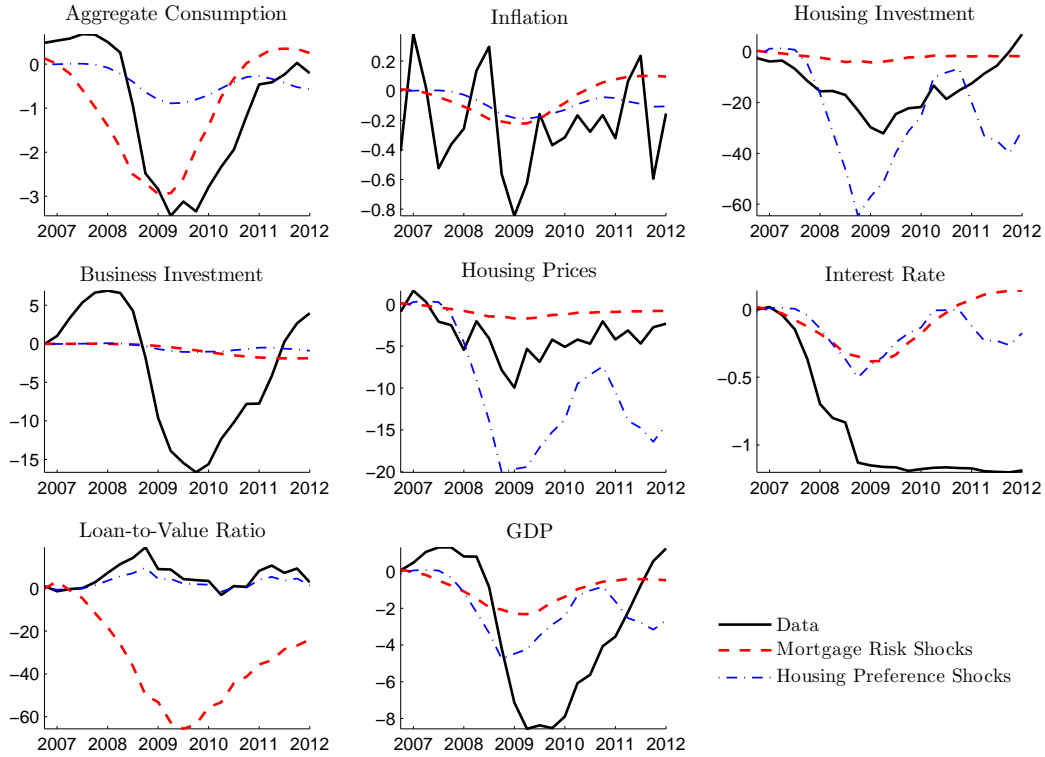 Aggregate Consumption
0
−1
−2
−3
2007 2008 2009 2010 2011 2012
Inflation
0.2
0
−0.2
−0.4
−0.6
−0.8
2007 2008 2009 2010 2011 2012
Housing Investment
0
−20
−40
−60
2007 2008 2009 2010 2011 2012
Business Investment
5
0
−5
−10
−15
2007 2008 2009 2010 2011 2012
Housing Prices
0
−5
−10
−15
−20
2007 2008 2009 2010 2011 2012
Interest Rate
0
−0.5
−1
2007 2008 2009 2010 2011 2012
Loan-to-Value Ratio
0
−20
−40
−60
2007 2008 2009 2010 2011 2012
GDP
0
−2
−4
−6
−8
2007 2008 2009 2010 2011 2012
Data
Mortgage Risk Shocks
Housing Preference Shocks